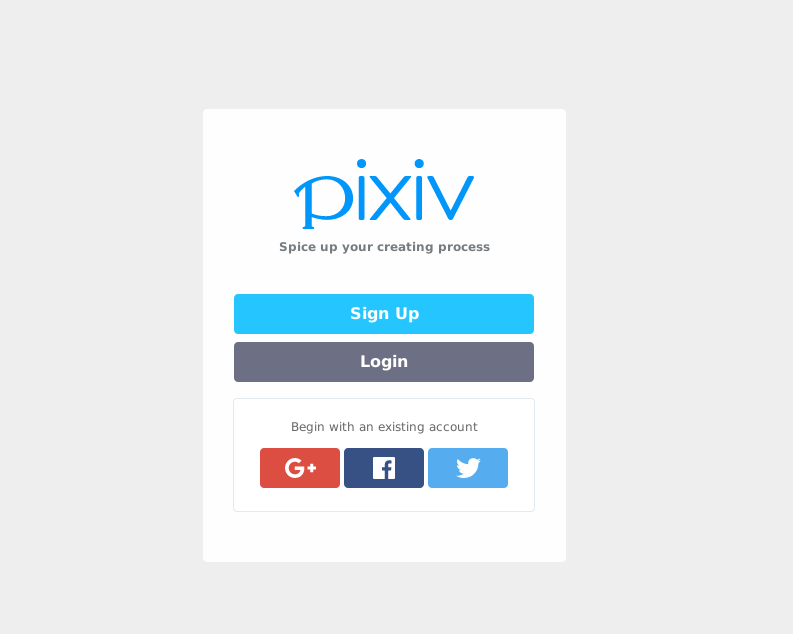 pixiv
Spice up your creating process
Sign Up
Login
Begin with an existing account
G+